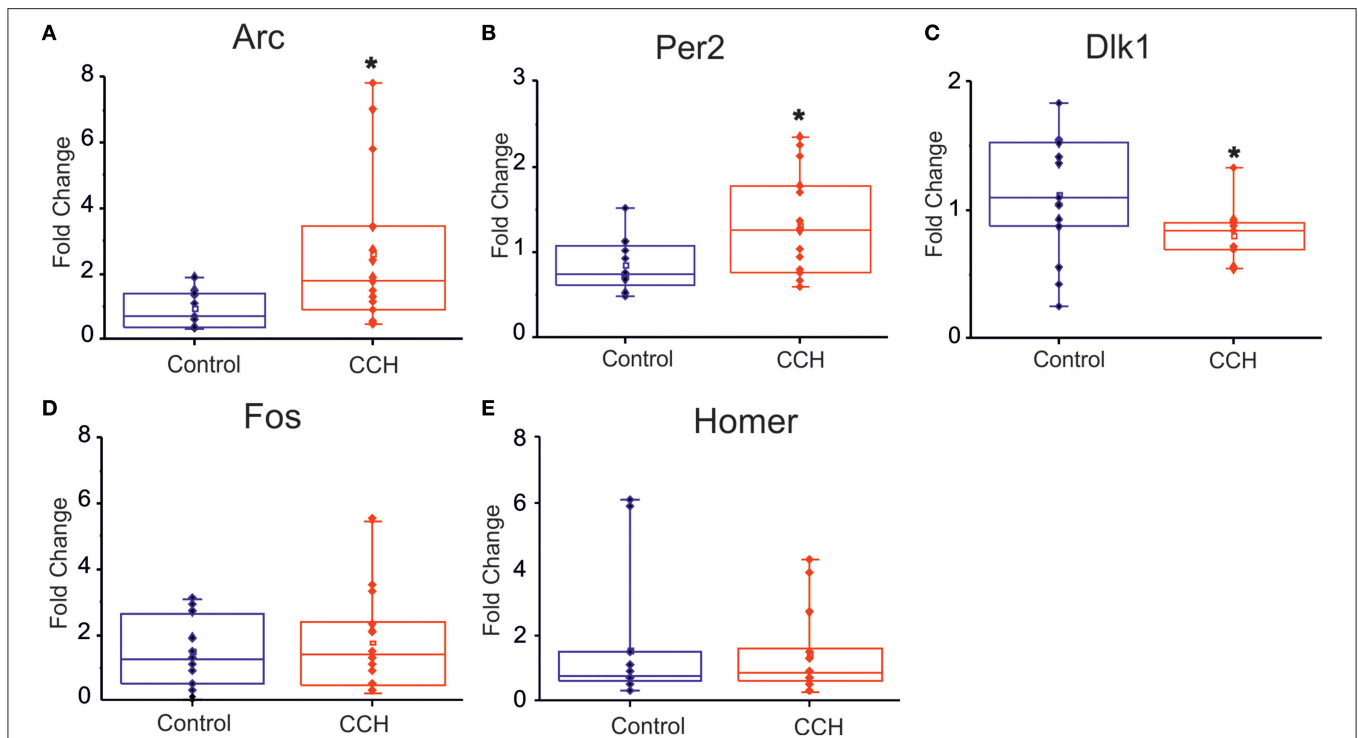 A
Arc
*
8
6
4
2
0
Fold Change
Control
CCH
B
Per2
*
3
2
1
0
Fold Change
Control
CCH
C
Dlk1
*
2
1
0
Fold Change
Control
CCH
D
Fos
8
6
4
2
0
Fold Change
Control
CCH
E
Homer
8
6
4
2
0
Fold Change
Control
CCH